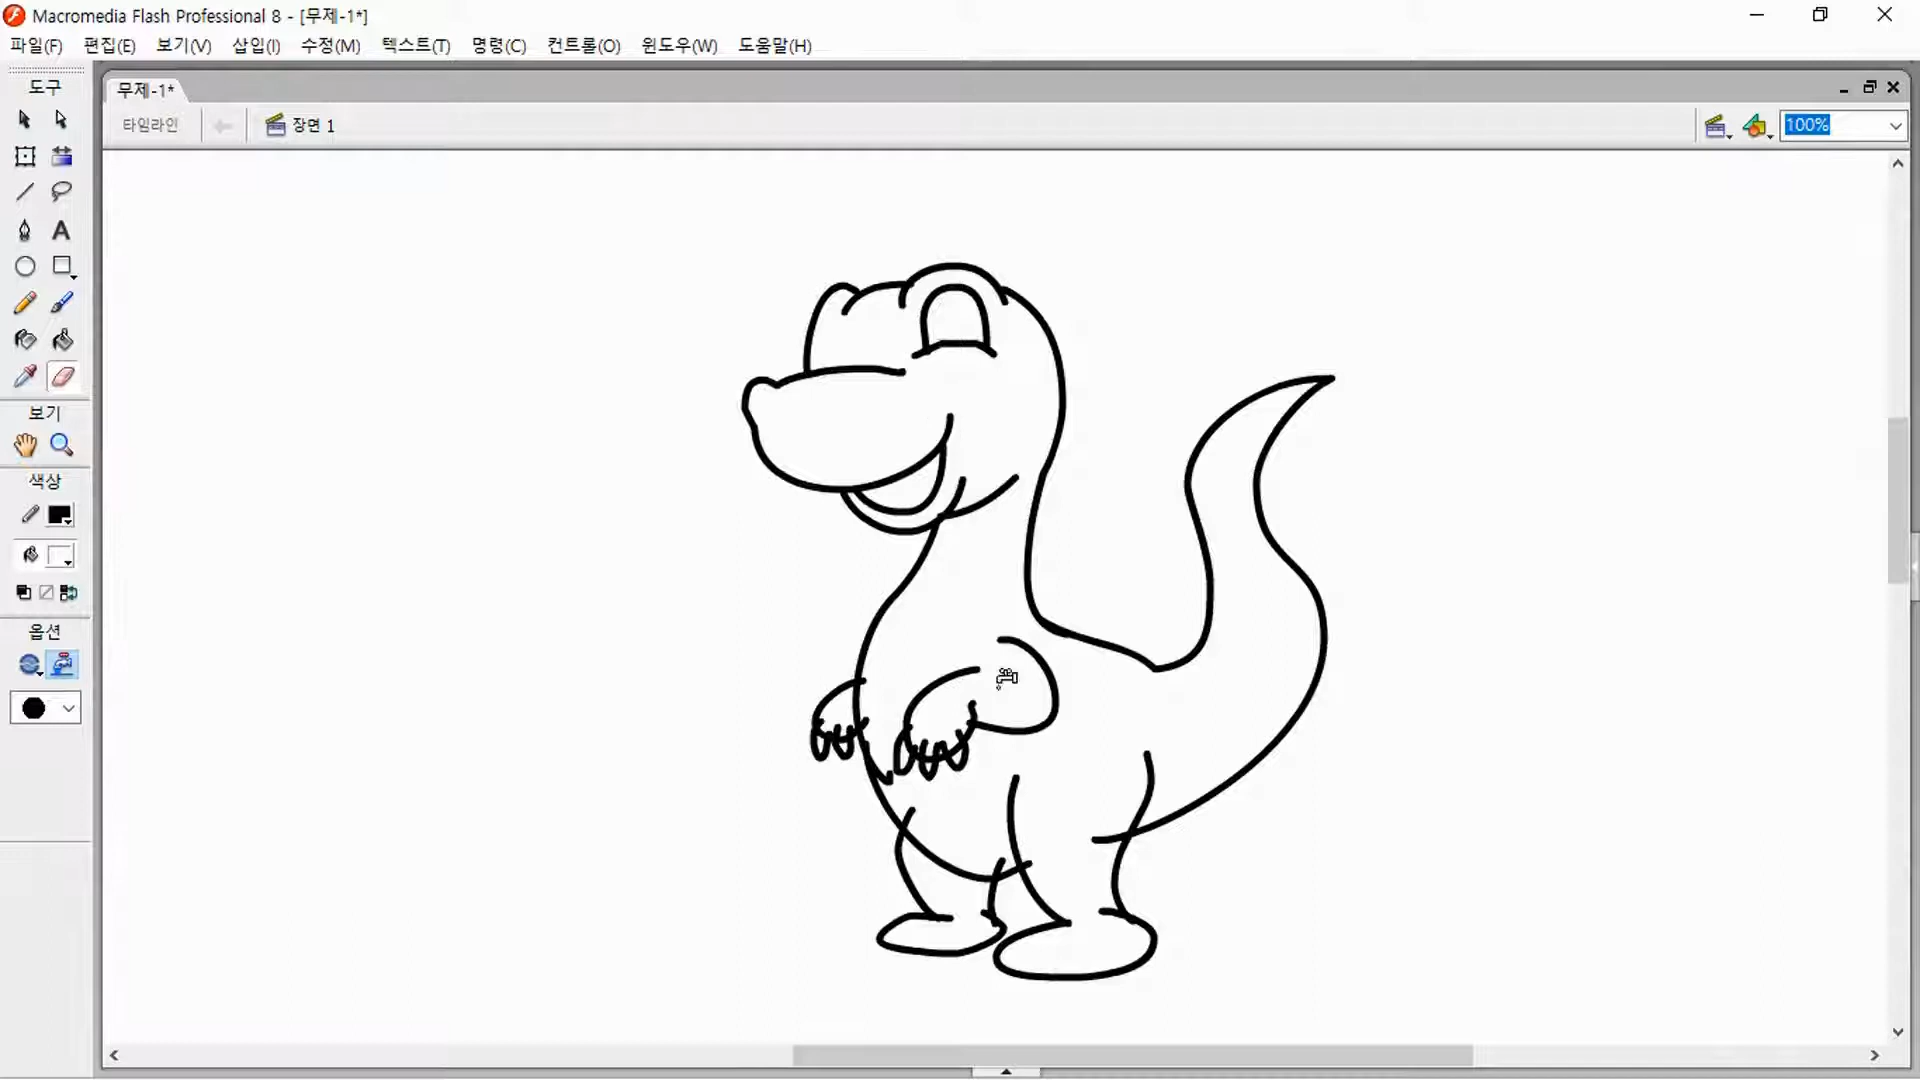 Macromedia Flash Professional 8 - [무제-1*]
파일(F) 편집(E) 보기(V) 삽입(I) 수정(M) 텍스트(T) 명령(C) 컨트롤(O) 윈도우(W) 도움말(H)
도구
무제-1*
타일라인
장면 1
100%
A
보기
색상
옵션